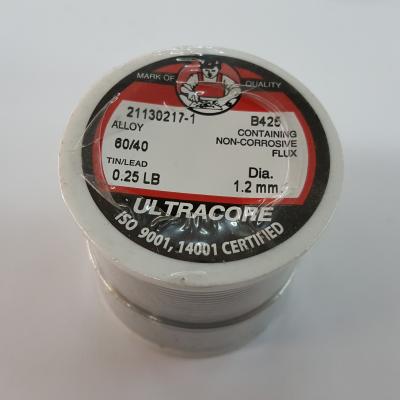 MARK OF QUALITY
21130217-1 B425
ALLOY CONTAINING
60/40 NON-CORROSIVE
TIN/LEAD FLUX
0.25 LB Dia.
1.2 mm.
ULTRACORE
ISO 9001, 14001 CERTIFIED